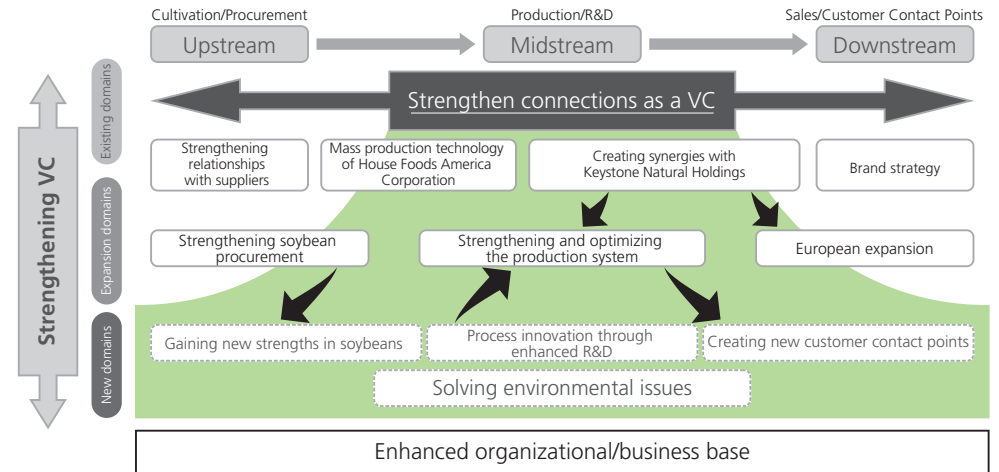 Cultivation/Procurement
Production/R&D
Sales/Customer Contact Points
Upstream
Midstream
Downstream
Strengthening VC
Existing domains
Expansion domains
New domains
Strengthen connections as a VC
Strengthening
relationships
with suppliers
Mass production technology
of House Foods America
Corporation
Creating synergies with
Keystone Natural Holdings
Brand strategy
Strengthening soybean
procurement
Strengthening and optimizing
the production system
European expansion
Gaining new strengths in soybeans
Process innovation through
enhanced R&D
Creating new customer contact points
Solving environmental issues
Enhanced organizational/business base